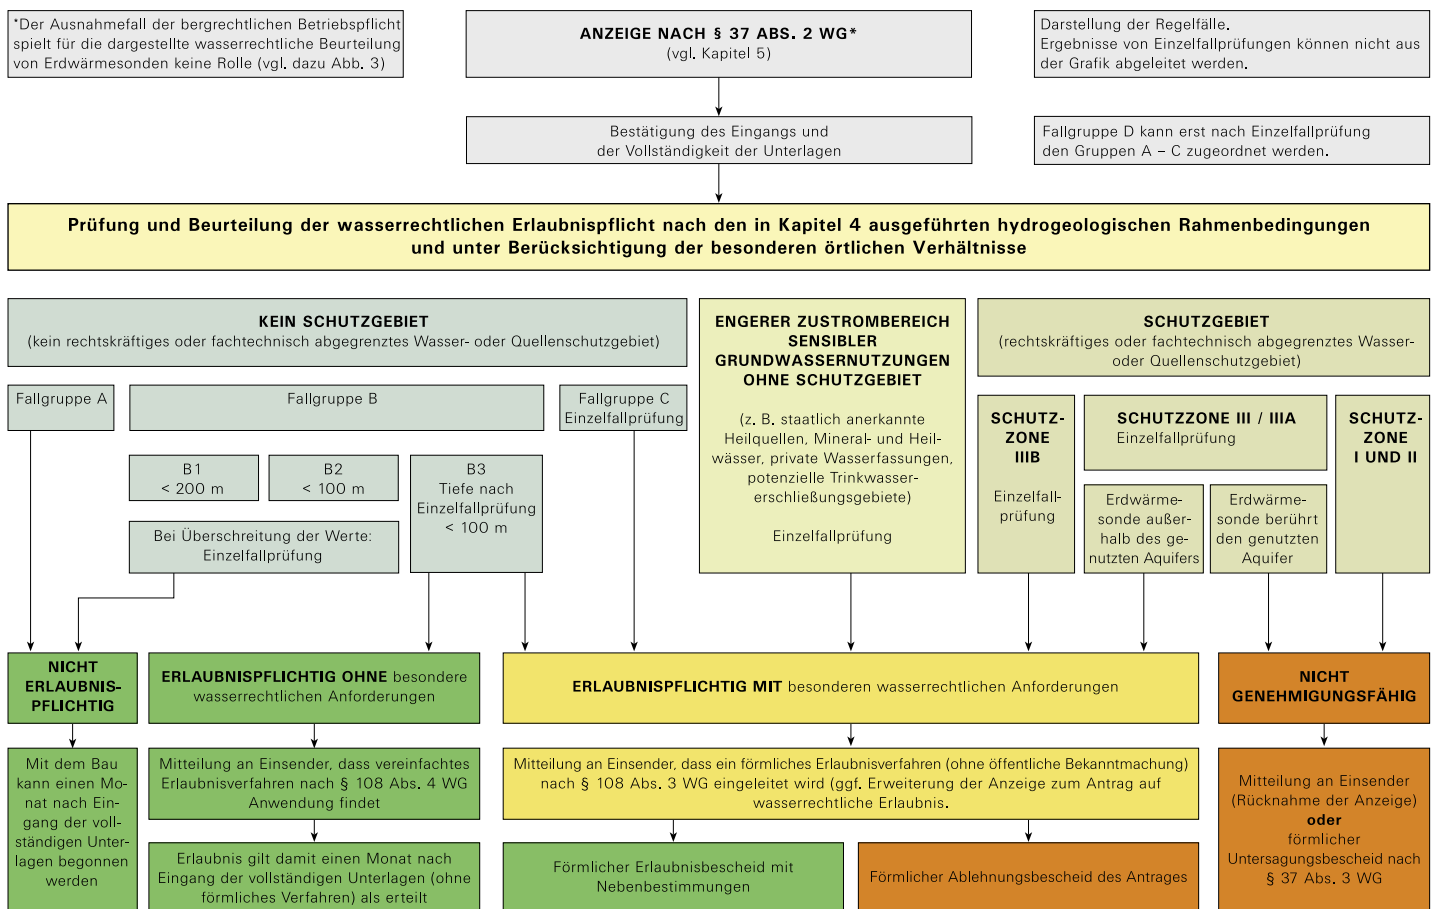 *Der Ausnahmefall der bergrechtlichen Betriebspflicht
spielt für die dargestellte wasserrechtliche Beurteilung
von Erdwärmesonden keine Rolle (vgl. dazu Abb. 3)
ANZEIGE NACH § 37 ABS. 2 WG*
(vgl. Kapitel 5)
Darstellung der Regelfälle.
Ergebnisse von Einzelfallprüfungen können nicht aus
der Grafik abgeleitet werden.
Bestätigung des Eingangs und
der Vollständigkeit der Unterlagen
Fallgruppe D kann erst nach Einzelfallprüfung
den Gruppen A – C zugeordnet werden.
Prüfung und Beurteilung der wasserrechtlichen Erlaubnispflicht nach den in Kapitel 4 ausgeführten hydrogeologischen Rahmenbedingungen
und unter Berücksichtigung der besonderen örtlichen Verhältnisse
KEIN SCHUTZGEBIET
(kein rechtskräftiges oder fachtechnisch abgegrenztes Wasser- oder Quellenschutzgebiet)
Fallgruppe A
Fallgruppe B
Fallgruppe C
Einzelfallprüfung
B1
< 200 m
B2
< 100 m
B3
Tiefe nach
Einzelfallprüfung
< 100 m
Bei Überschreitung der Werte:
Einzelfallprüfung
ENGERER ZUSTROMBEREICH
SENSIBLER
GRUNDWASSERNUTZUNGEN
OHNE SCHUTZGEBIET
(z. B. staatlich anerkannte
Heilquellen, Mineral- und Heil-
wässer, private Wasserfassungen,
potenzielle Trinkwasser-
erschließungsgebiete)
Einzelfallprüfung
SCHUTZGEBIET
(rechtskräftiges oder fachtechnisch abgegrenztes Wasser-
oder Quellenschutzgebiet)
SCHUTZ-
ZONE
IIIB
Einzelfall-
prüfung
SCHUTZZONE III / IIIA
Einzelfallprüfung
Erdwärme-
sonde außer-
halb des ge-
nutzten Aquifers
Erdwärme-
sonde berührt
den genutzten
Aquifer
SCHUTZ-
ZONE
I UND II
NICHT
ERLAUBNIS-
PFLICHTIG
ERLAUBNISPFLICHTIG OHNE besondere
wasserrechtlichen Anforderungen
ERLAUBNISPFLICHTIG MIT besonderen wasserrechtlichen Anforderungen
NICHT
GENEHMIGUNGSFÄHIG
Mit dem Bau
kann einen Mo-
nat nach Ein-
gang der voll-
ständigen Unter-
lagen begonnen
werden
Mitteilung an Einsender, dass vereinfachtes
Erlaubnisverfahren nach § 108 Abs. 4 WG
Anwendung findet
Erlaubnis gilt damit einen Monat nach
Eingang der vollständigen Unterlagen (ohne
förmliches Verfahren) als erteilt
Mitteilung an Einsender, dass ein förmliches Erlaubnisverfahren (ohne öffentliche Bekanntmachung)
nach § 108 Abs. 3 WG eingeleitet wird (ggf. Erweiterung der Anzeige zum Antrag auf
wasserrechtliche Erlaubnis.
Förmlicher Erlaubnisbescheid mit
Nebenbestimmungen
Förmlicher Ablehnungsbescheid des Antrages
Mitteilung an Einsender
(Rücknahme der Anzeige)
oder
förmlicher
Untersagungsbescheid nach
§ 37 Abs. 3 WG